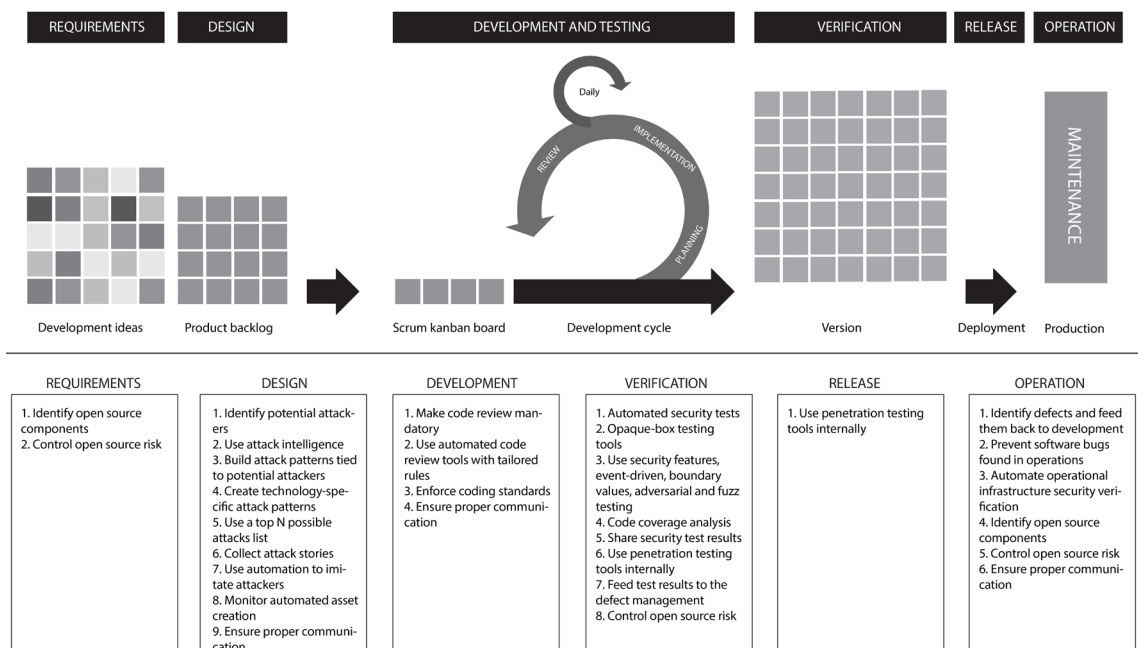 REQUIREMENTS
DESIGN
DEVELOPMENT AND TESTING
VERIFICATION
RELEASE
OPERATION
Daily
REVIEW
IMPLEMENTATION
PLANNING
MAINTENANCE
Development ideas
Product backlog
Scrum kanban board
Development cycle
Version
Deployment
Production
REQUIREMENTS
1. Identify open source
components
2. Control open source risk
DESIGN
1. Identify potential attack-
ers
2. Use attack intelligence
3. Build attack patterns tied
to potential attackers
4. Create technology-spe-
cific attack patterns
5. Use a top N possible
attacks list
6. Collect attack stories
7. Use automation to imi-
tate attackers
8. Monitor automated asset
creation
9. Ensure proper communi-
cation
DEVELOPMENT
1. Make code review man-
datory
2. Use automated code
review tools with tailored
rules
3. Enforce coding standards
4. Ensure proper communi-
cation
VERIFICATION
1. Automated security tests
2. Opaque-box testing
tools
3. Use security features,
event-driven, boundary
values, adversarial and fuzz
testing
4. Code coverage analysis
5. Share security test results
6. Use penetration testing
tools internally
7. Feed test results to the
defect management
8. Control open source risk
RELEASE
1. Use penetration testing
tools internally
OPERATION
1. Identify defects and feed
them back to development
2. Prevent software bugs
found in operations
3. Automate operational
infrastructure security veri-
fication
4. Identify open source
components
5. Control open source risk
6. Ensure proper communi-
cation